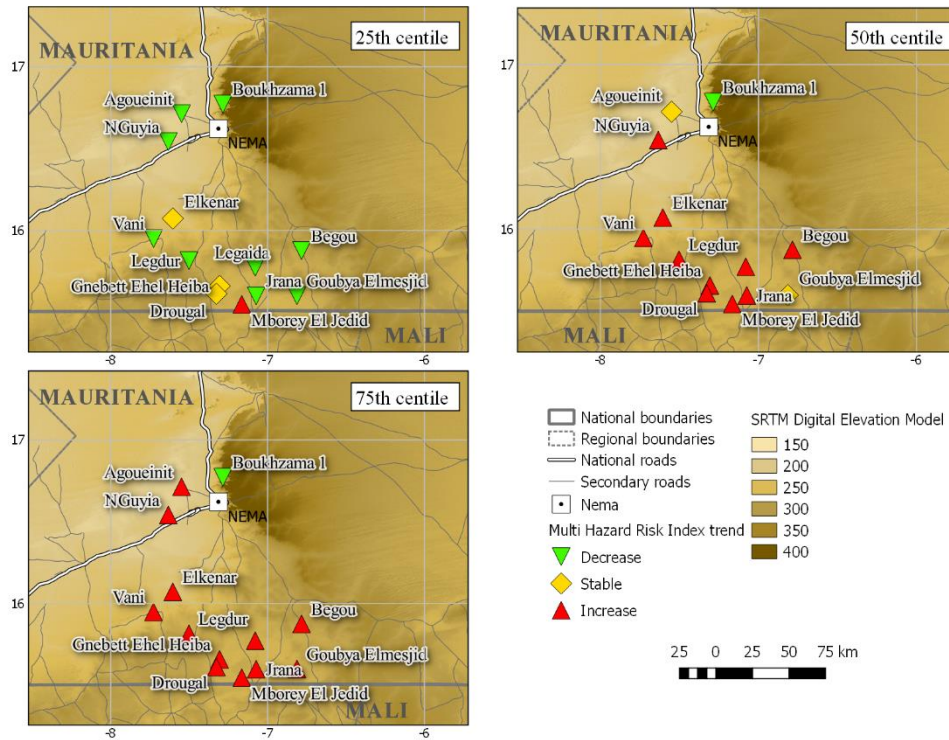 MAURITANIA
25th centile
17
Agoueinit
Boukhzama 1
NGuyia
NEMA
Elkenar
16
Vani
Begou
Legdur
Legaida
Gnebett Ehel Heiba
Jrana
Goubya Elmesjid
Drougal
Mborey El Jedid
MALI
-8
-7
-6
MAURITANIA
50th centile
17
Agoueinit
Boukhzama 1
NGuyia
NEMA
Elkenar
16
Vani
Legdur
Begou
Gnebett Ehel Heiba
Goubya Elmesjid
Drougal
Jrana
Mborey El Jedid
MALI
-8
-7
-6
MAURITANIA
75th centile
17
Agoueinit
Boukhzama 1
NGuyia
NEMA
Elkenar
16
Vani
Legdur
Begou
Gnebett Ehel Heiba
Goubya Elmesjid
Drougal
Jrana
Mborey El Jedid
MALI
-8
-7
-6
National boundaries
Regional boundaries
National roads
Secondary roads
Nema
Multi Hazard Risk Index trend
Decrease
Stable
Increase
SRTM Digital Elevation Model
150
200
250
300
350
400
25 0 25 50 75 km